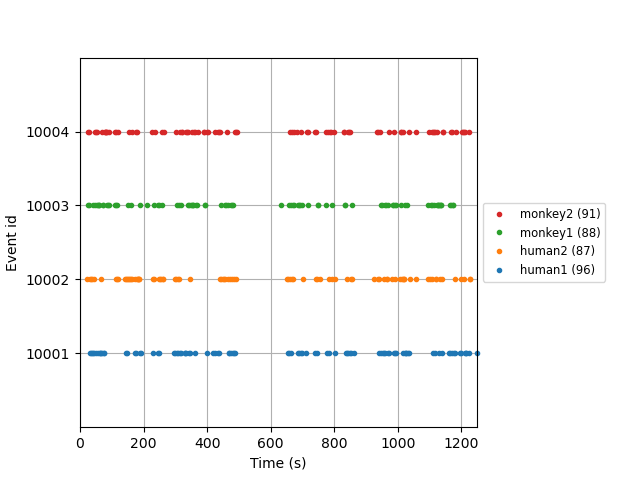 10004
10003
10002
10001
Event id
0 200 400 600 800 1000 1200
Time (s)
monkey2 (91)
monkey1 (88)
human2 (87)
human1 (96)